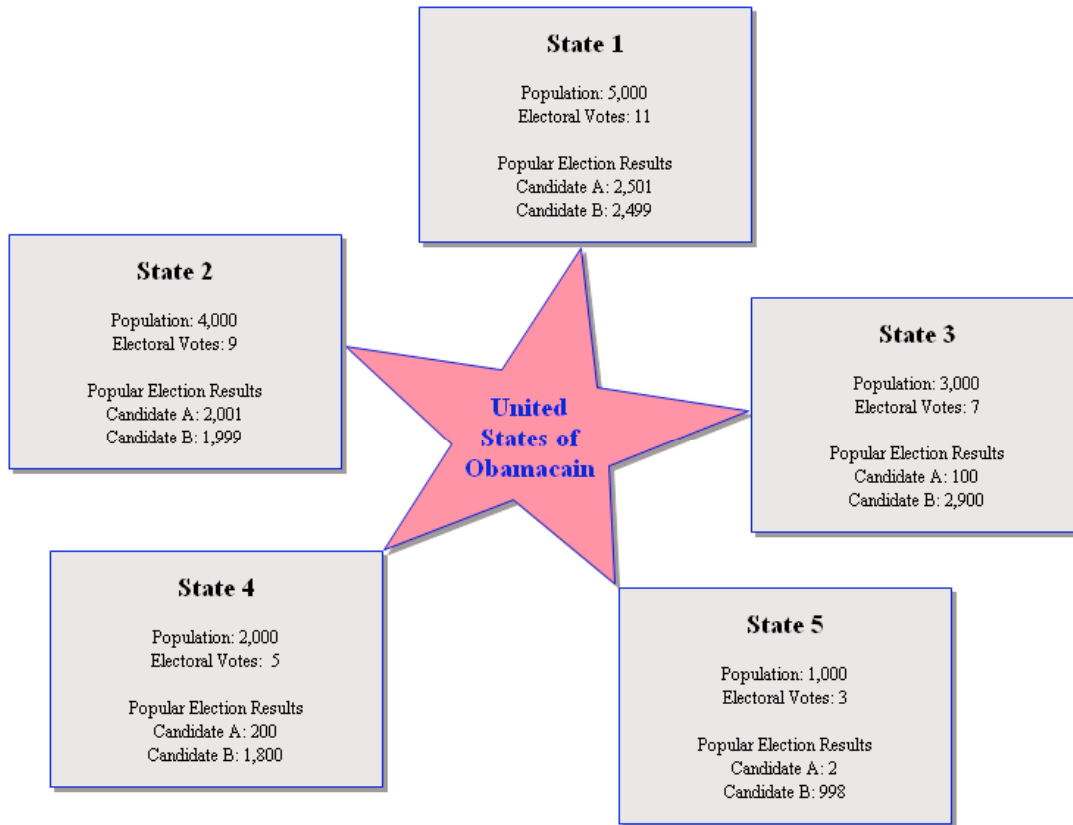 State 1
Population: 5,000
Electoral Votes: 11
Popular Election Results
Candidate A: 2,501
Candidate B: 2,499
State 2
Population: 4,000
Electoral Votes: 9
Popular Election Results
Candidate A: 2,001
Candidate B: 1,999
State 3
Population: 3,000
Electoral Votes: 7
Popular Election Results
Candidate A: 100
Candidate B: 2,900
United
States of
Obamacain
State 4
Population: 2,000
Electoral Votes:  5
Popular Election Results
Candidate A: 200
Candidate B: 1,800
State 5
Population: 1,000
Electoral Votes: 3
Popular Election Results
Candidate A: 2
Candidate B: 998